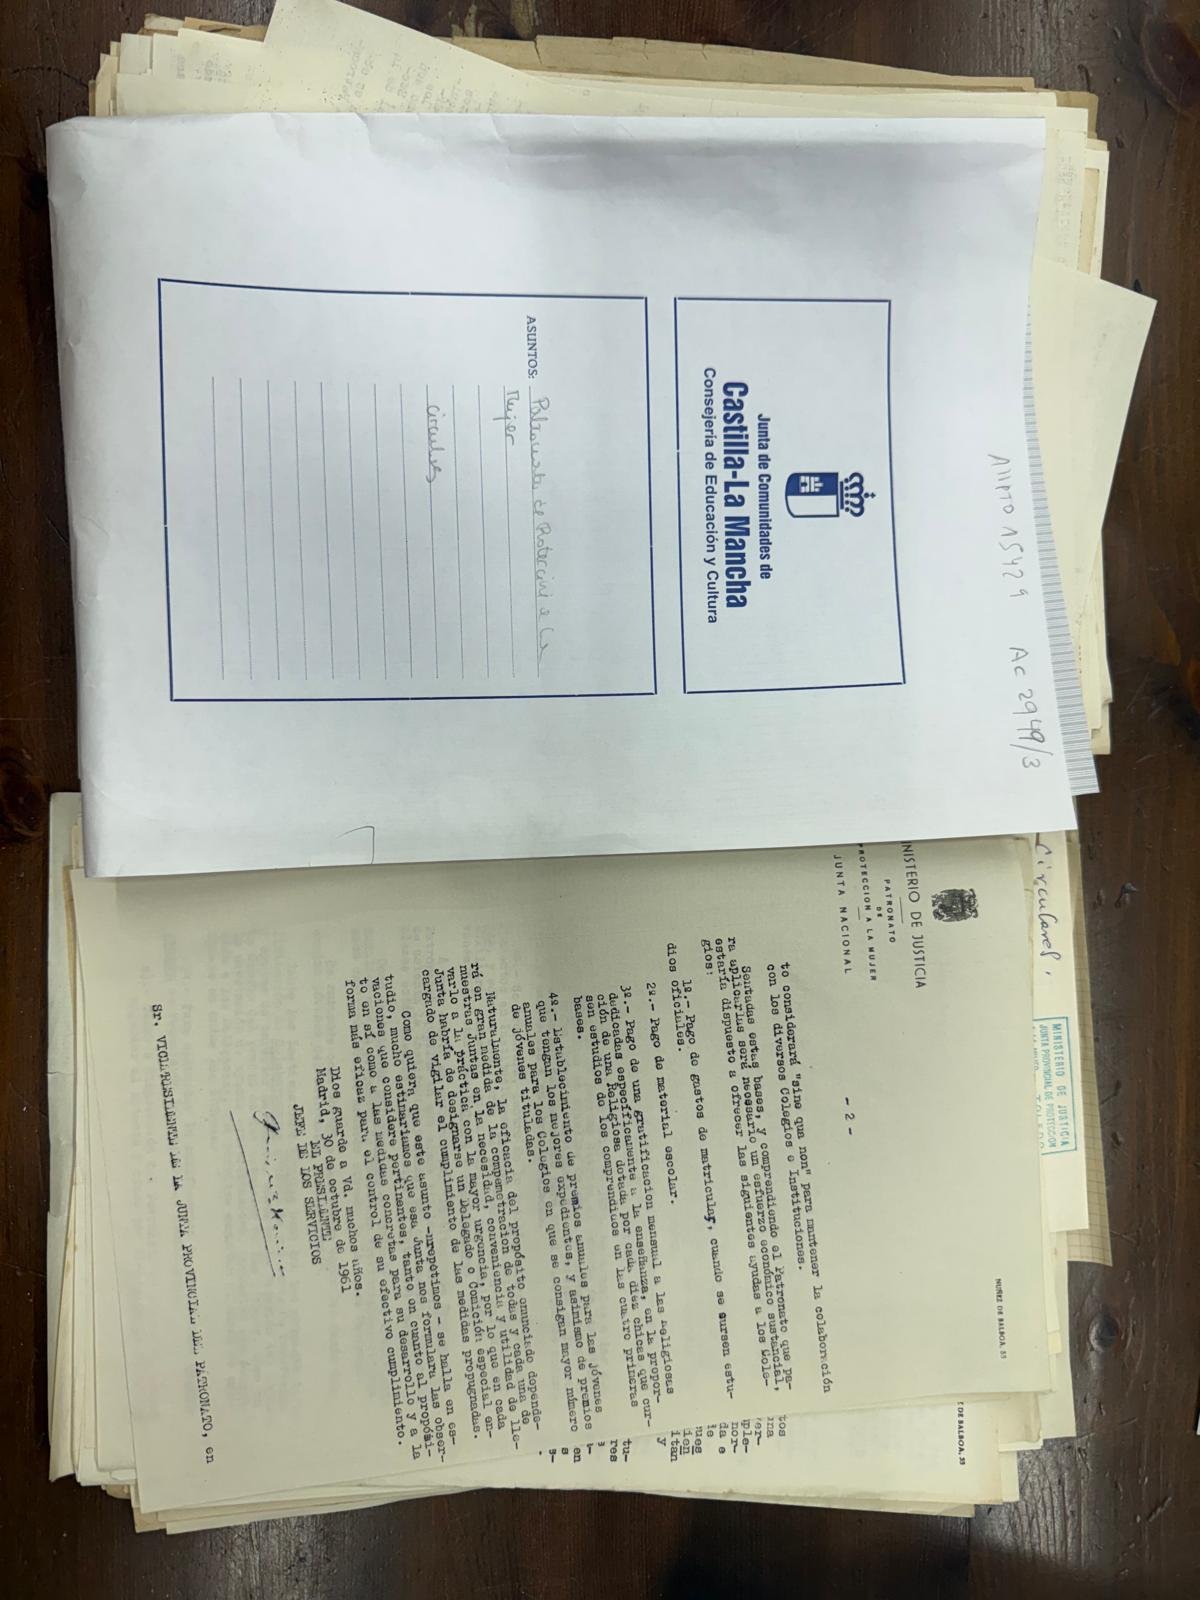 AHPTO 15429 AC 2949/3
Junta de Comunidades de
Castilla-La Mancha
Consejería de Educación y Cultura
ASUNTOS: Patronato de Protección a la
Mujer
Circulares
Circulares.
MINISTERIO DE JUSTICIA
JUNTA PROVINCIAL DE PROTECCION
NUÑEZ DE BALBOA, 33
E DE BALBOA, 33
NISTERIO DE JUSTICIA
PATRONATO
DE
PROTECCION A LA MUJER
JUNTA NACIONAL
- 2 -
to considerará "sine qua non" para mantener la colaboración
con los diversos Colegios e Instituciones.
Sentadas estas bases, y comprendiendo el Patronato que pa-
ra aplicarlas será necesario un esfuerzo económico sustancial,
estaría dispuesto a ofrecer las siguientes ayudas a los Cole-
gios:
1º.- Pago de gastos de matrícula, cuando se cursen estu-
dios oficiales.
2º.- Pago de material escolar.
3º.- Pago de una gratificación mensual a las Religiosas
dedicadas específicamente a la enseñanza, en la propor-
ción de una Religiosa dotada por cada diez chicas que cur-
sen estudios de los comprendidos en las cuatro primeras
bases.
4º.- Establecimiento de premios anuales para las jóvenes
que tengan los mejores expedientes, y asimismo de premios
anuales para los Colegios en que se consigan mayor número
de jóvenes tituladas.
Naturalmente, la eficacia del propósito enunciado depende-
rá en gran medida de la compenetración de todas y cada una de
nuestras Juntas en la necesidad, conveniencia y utilidad de lle-
varlo a la práctica con la mayor urgencia, por lo que en cada
Junta habría de designarse un Delegado o Comisión especial en-
cargado de vigilar el cumplimiento de las medidas propugnadas.
Como quiera que este asunto -repetimos - se halla en es-
tudio, mucho estimaríamos que esa Junta nos formulara las obser-
vaciones que considere pertinentes, tanto en cuanto al propósi-
to en sí como a las medidas concretas para su desarrollo y a la
forma más eficaz para el control de su efectivo cumplimiento.
Dios guarde a Vd. muchos años.
Madrid, 30 de octubre de 1961
EL PRESIDENTE
JEFE DE LOS SERVICIOS
Sr. VICEPRESIDENTE DE LA JUNTA PROVINCIAL DEL PATRONATO, en